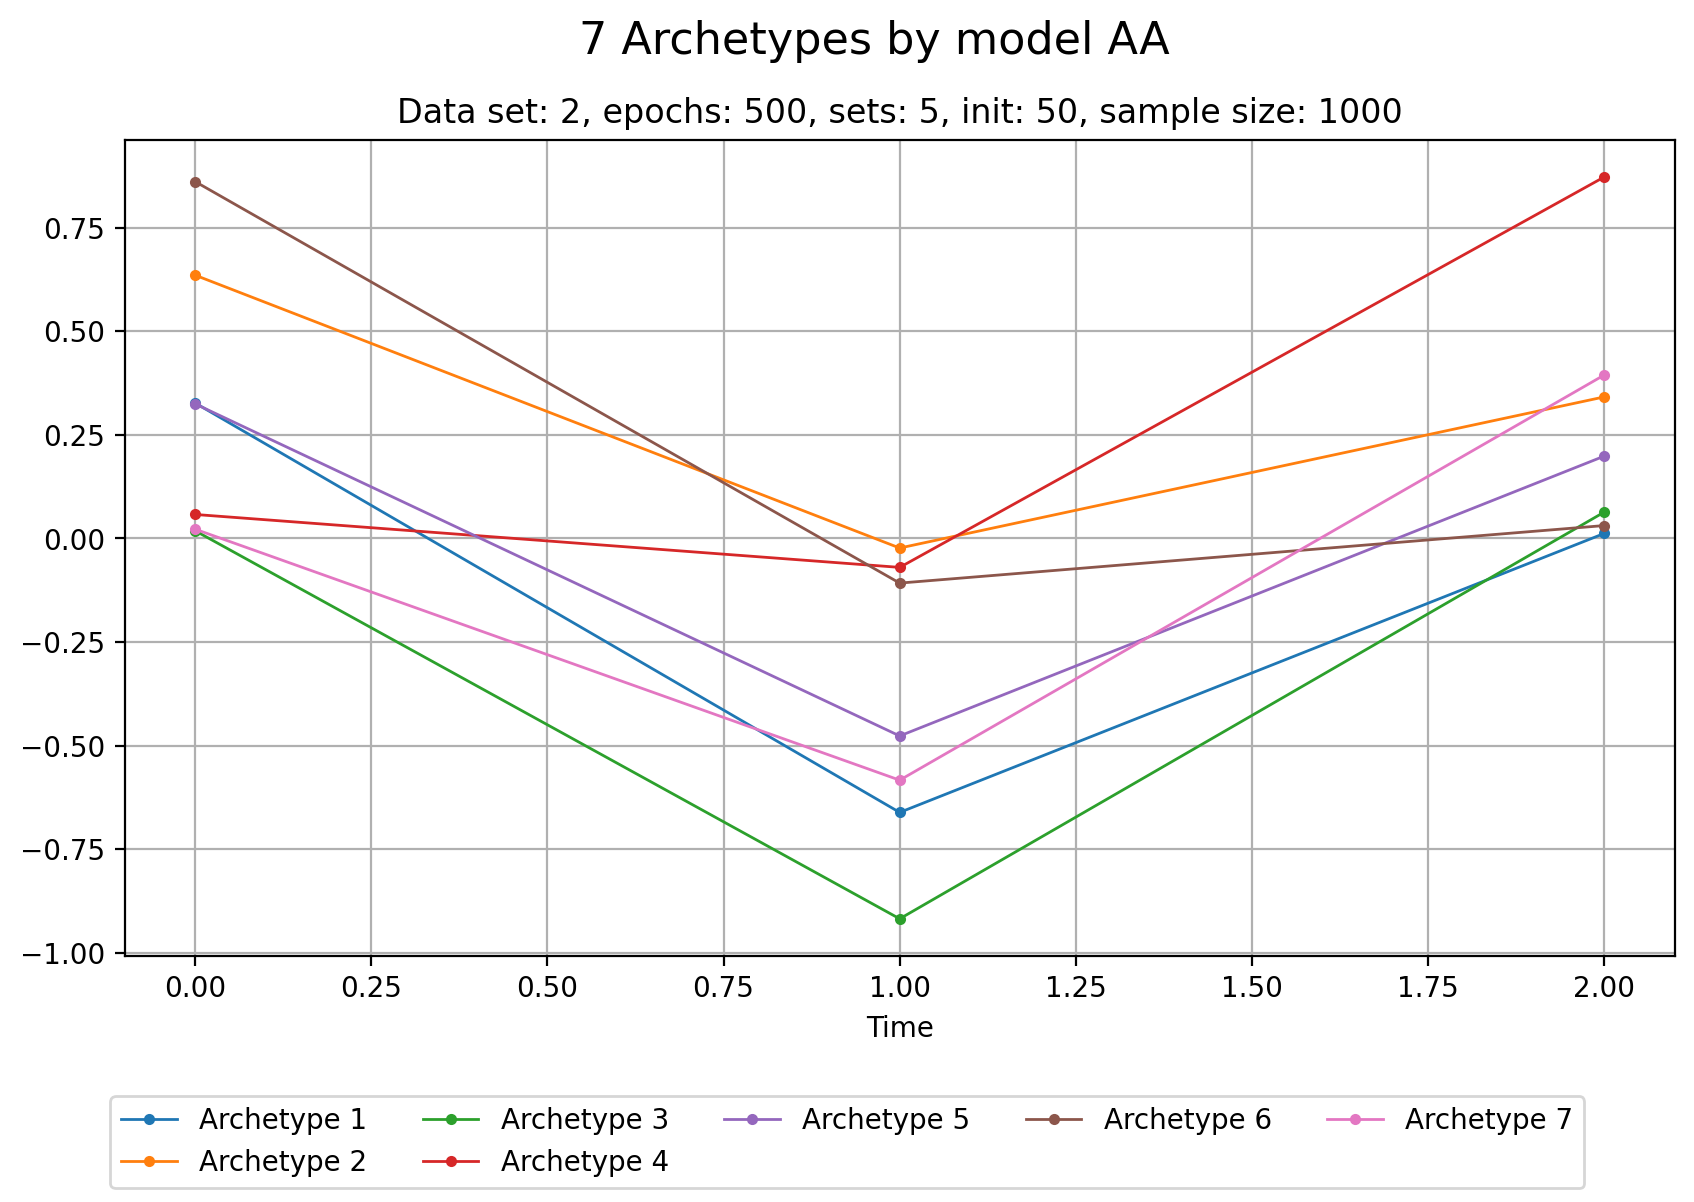 7 Archetypes by model AA
Data set: 2, epochs: 500, sets: 5, init: 50, sample size: 1000
0.75
0.50
0.25
0.00
−0.25
−0.50
−0.75
−1.00
0.00 0.25 0.50 0.75 1.00 1.25 1.50 1.75 2.00
Time
Archetype 1 Archetype 3 Archetype 5 Archetype 6 Archetype 7
Archetype 2 Archetype 4